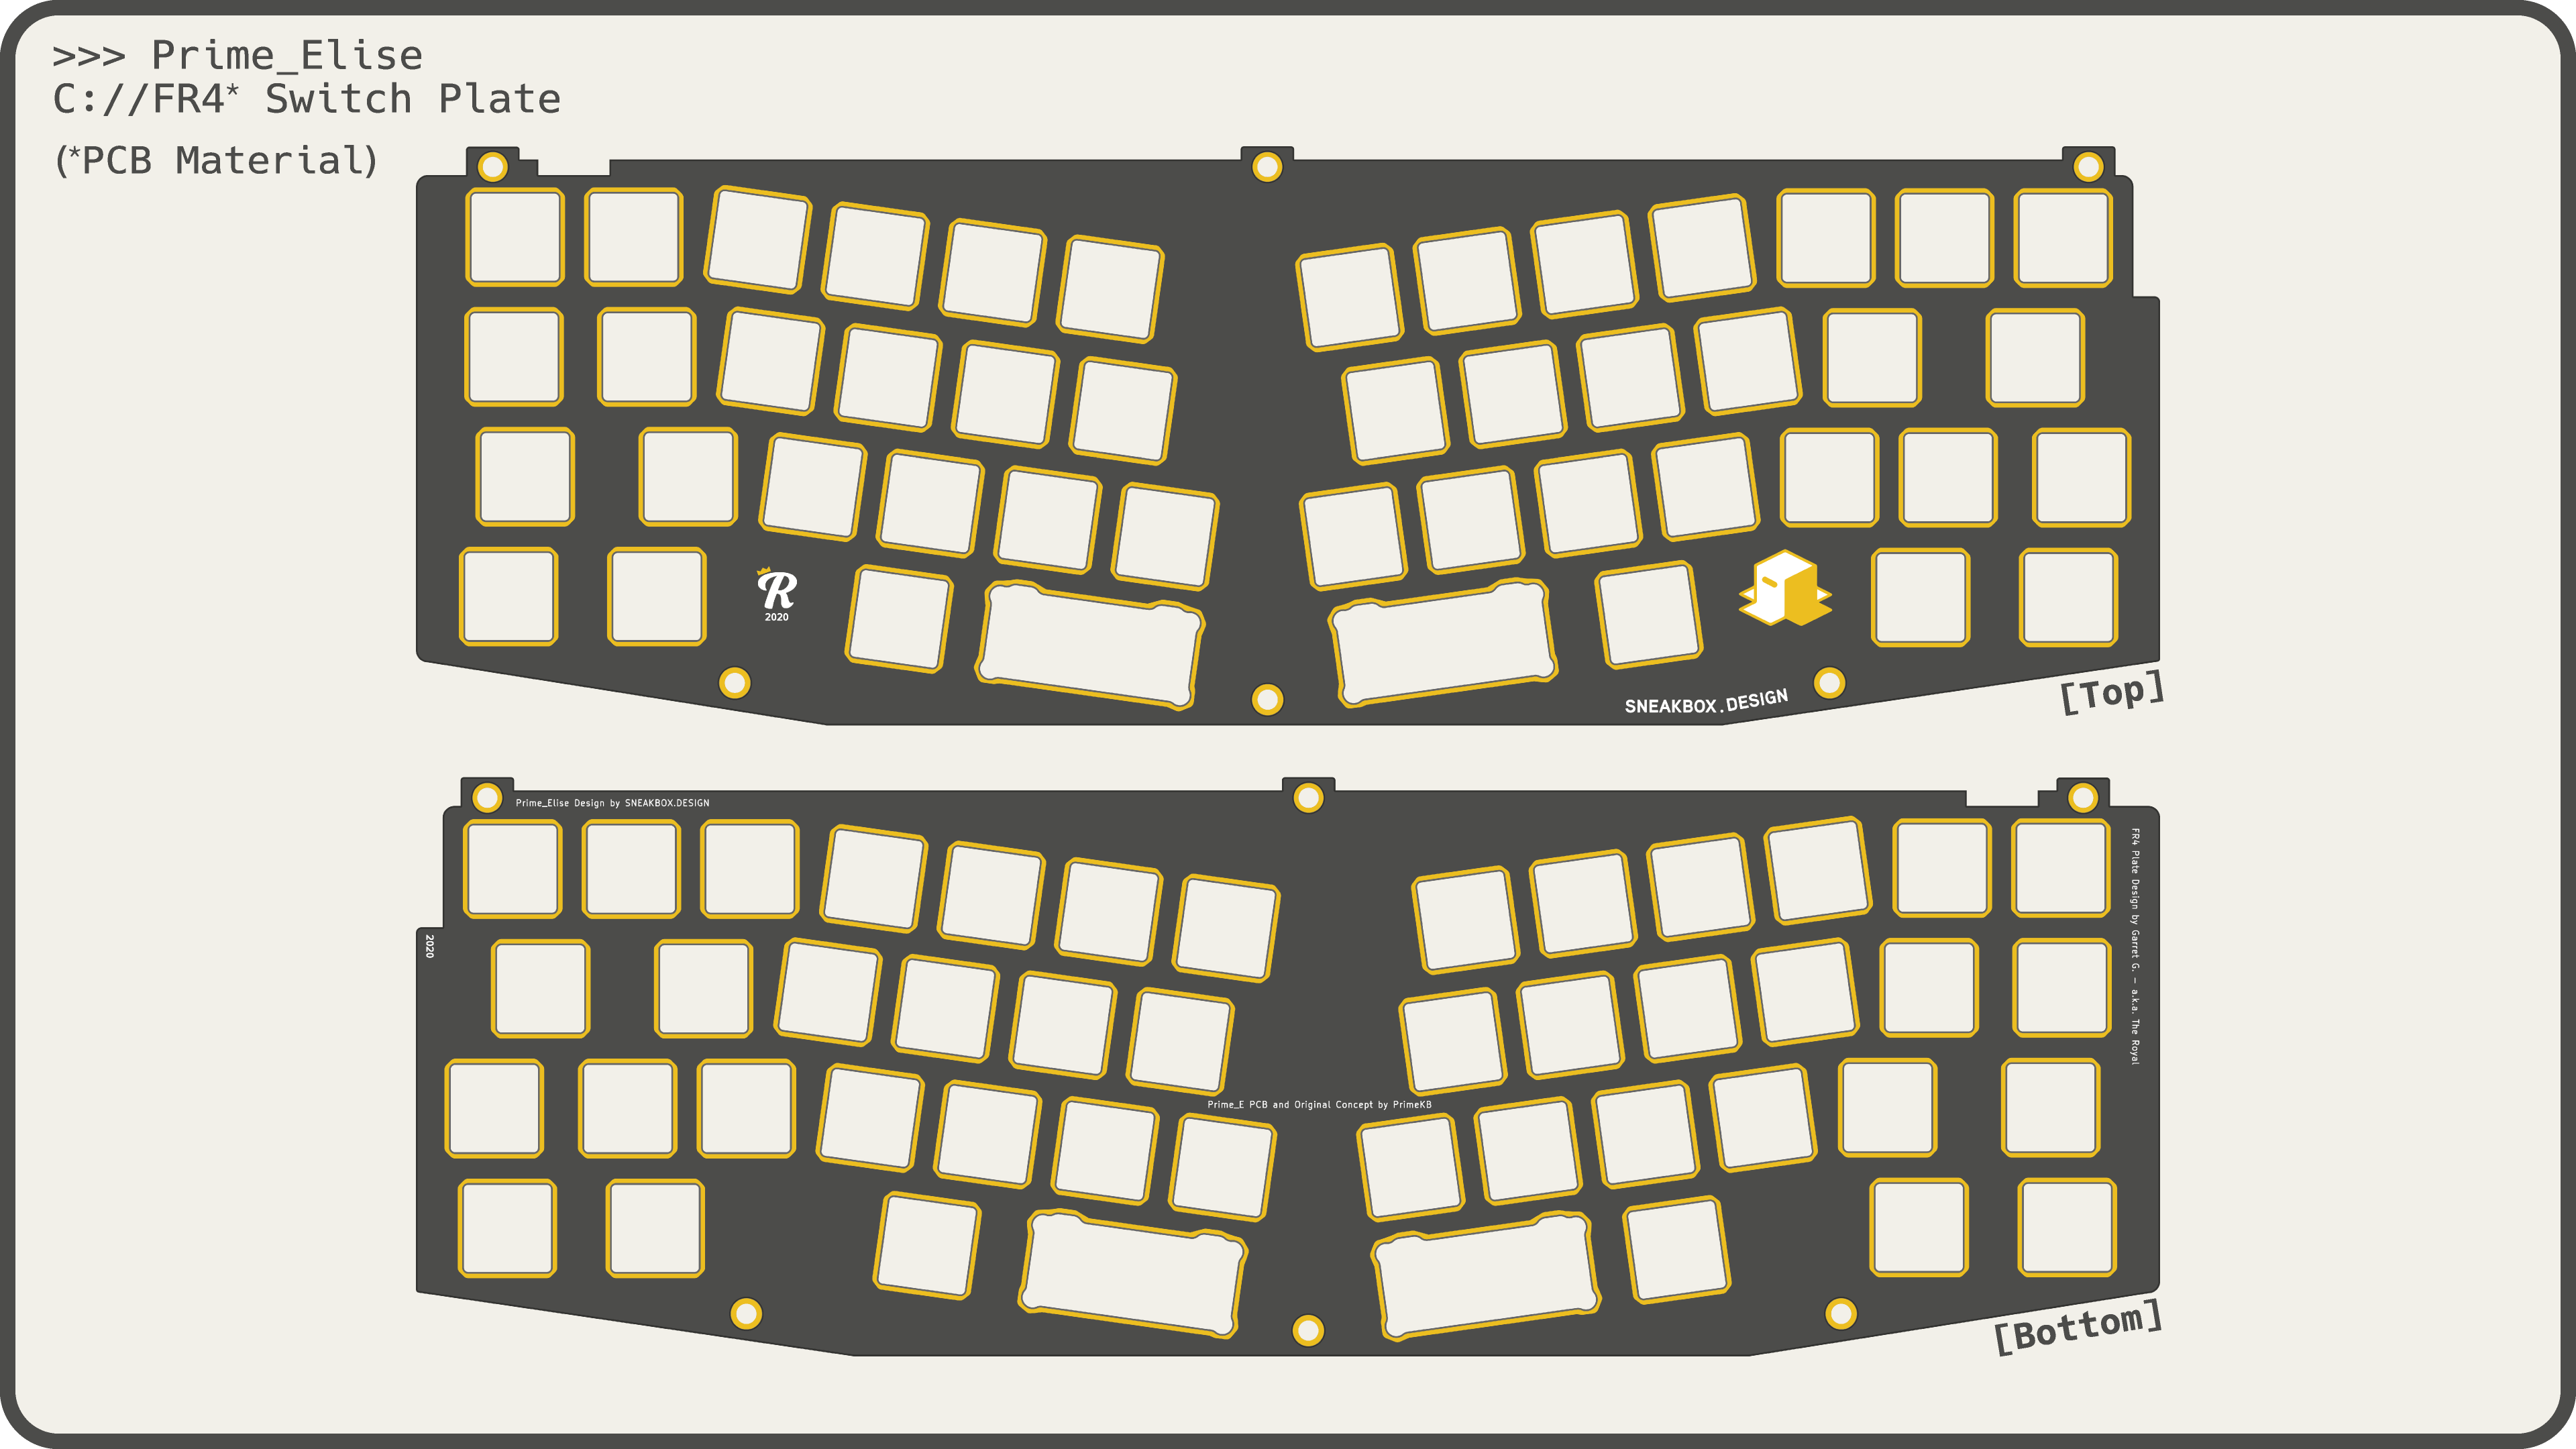 >>> Prime_Elise
C://FR4* Switch Plate
(*PCB Material)
R
2020
SNEAKBOX.DESIGN
[Top]
Prime_Elise Design by SNEAKBOX.DESIGN
2020
FR4 Plate Design by Garret G. — a.k.a. The Royal
Prime_E PCB and Original Concept by PrimeKB
[Bottom]